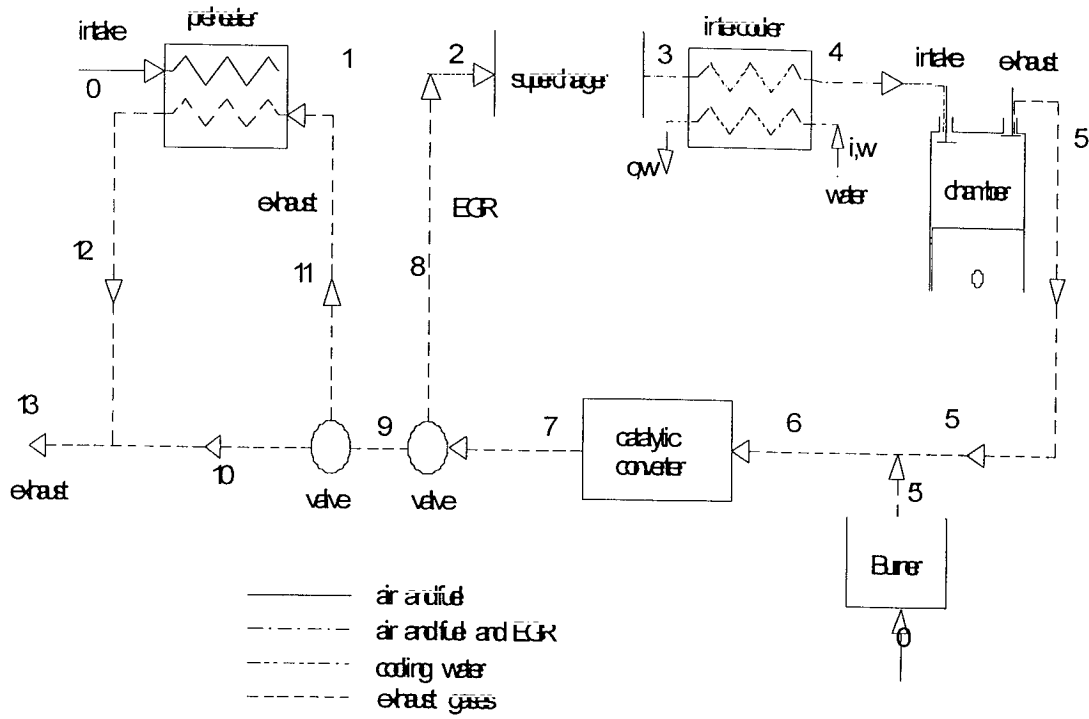 intake
preheater
0
1
2
supercharger
3
intercooler
4
intake
exhaust
5
o,w
i,w
water
chamber
exhaust
EGR
12
11
8
13
exhaust
10
valve
9
valve
7
catalytic
converter
6
5
5
Burner
0
air and fuel
air and fuel and EGR
cooling water
exhaust gases